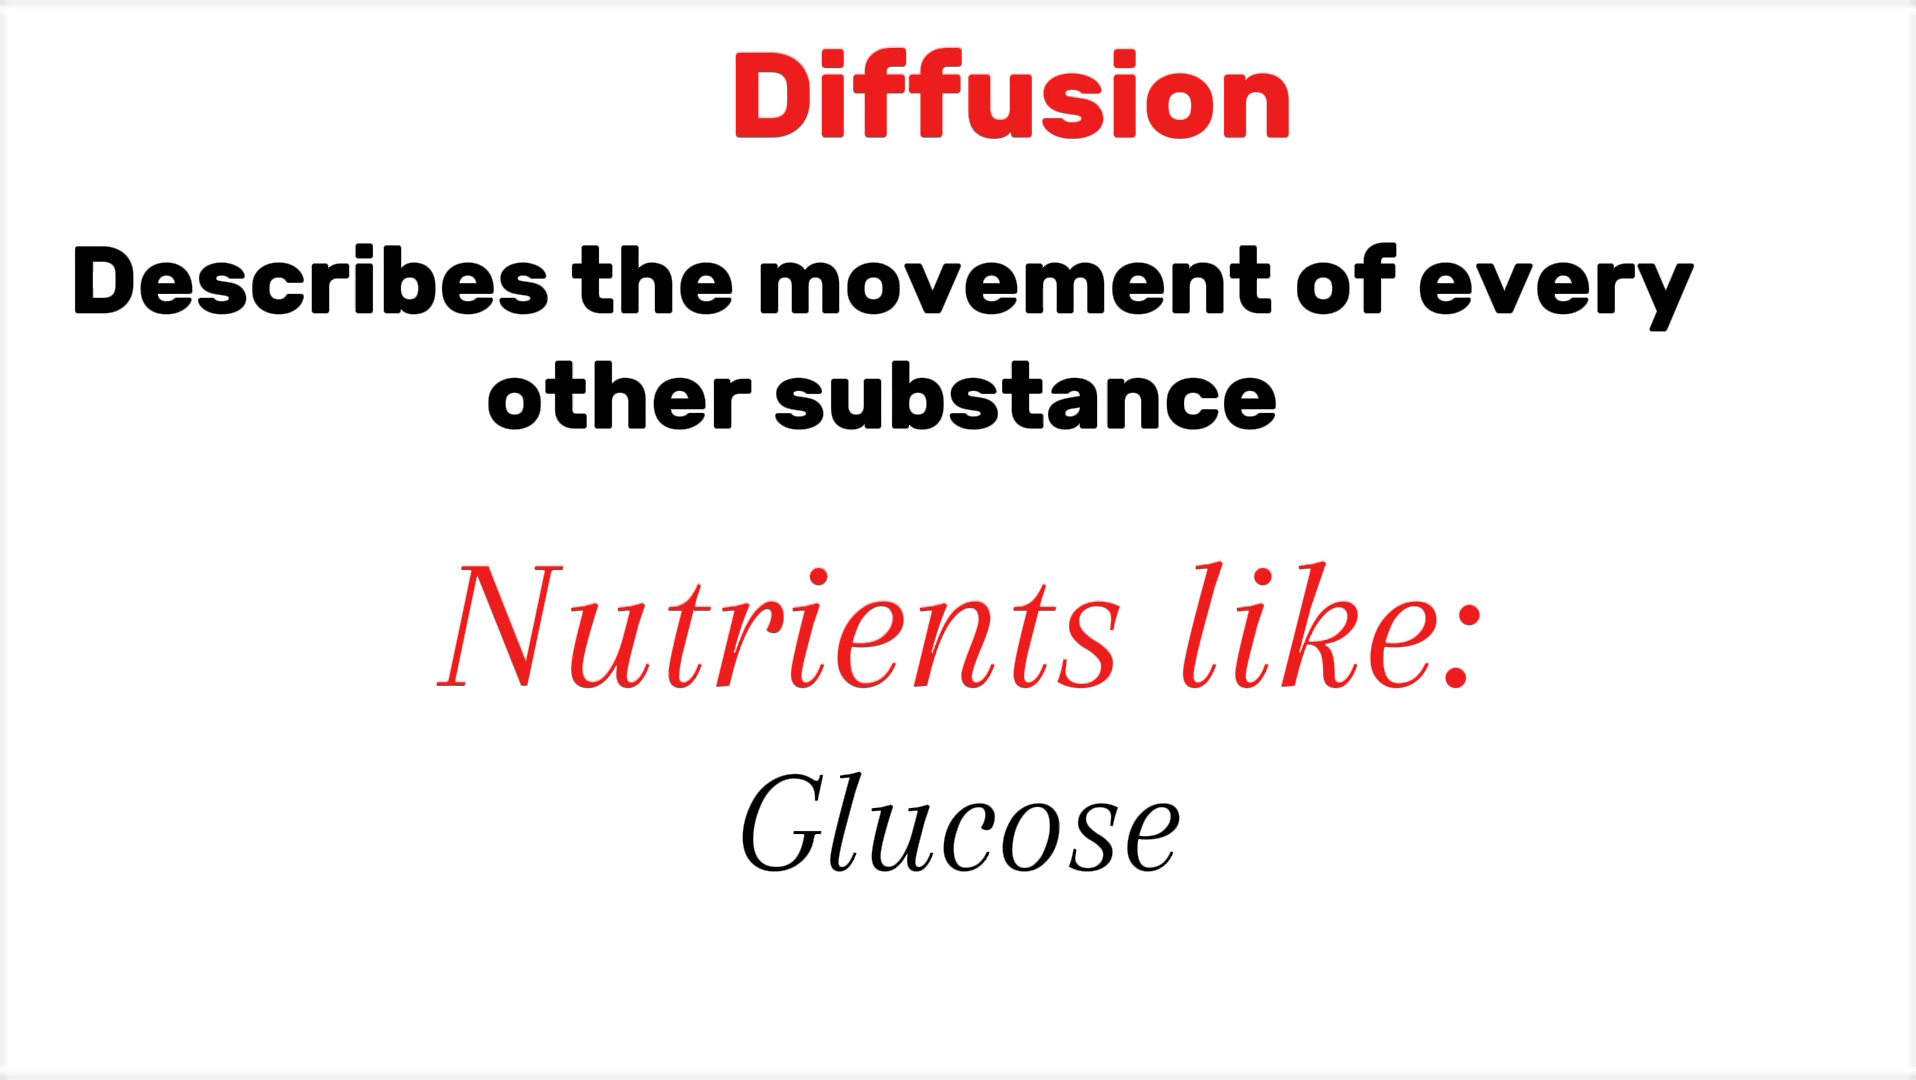 Diffusion
Describes the movement of every
other substance
Nutrients like:
Glucose